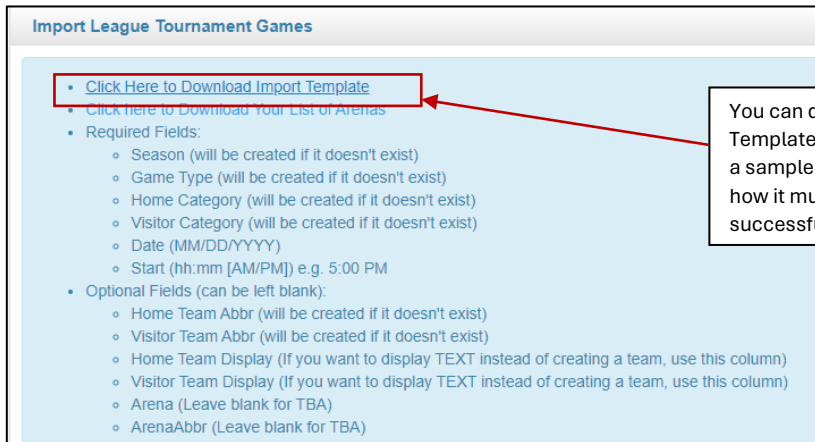 Import League Tournament Games
Click Here to Download Import Template
Click here to Download Your List of Arenas
Required Fields:
Season (will be created if it doesn't exist)
Game Type (will be created if it doesn't exist)
Home Category (will be created if it doesn't exist)
Visitor Category (will be created if it doesn't exist)
Date (MM/DD/YYYY)
Start (hh:mm [AM/PM]) e.g. 5:00 PM
Optional Fields (can be left blank):
Home Team Abbr (will be created if it doesn't exist)
Visitor Team Abbr (will be created if it doesn't exist)
Home Team Display (If you want to display TEXT instead of creating a team, use this column)
Visitor Team Display (If you want to display TEXT instead of creating a team, use this column)
Arena (Leave blank for TBA)
ArenaAbbr (Leave blank for TBA)
You can
Template
a sample
how it